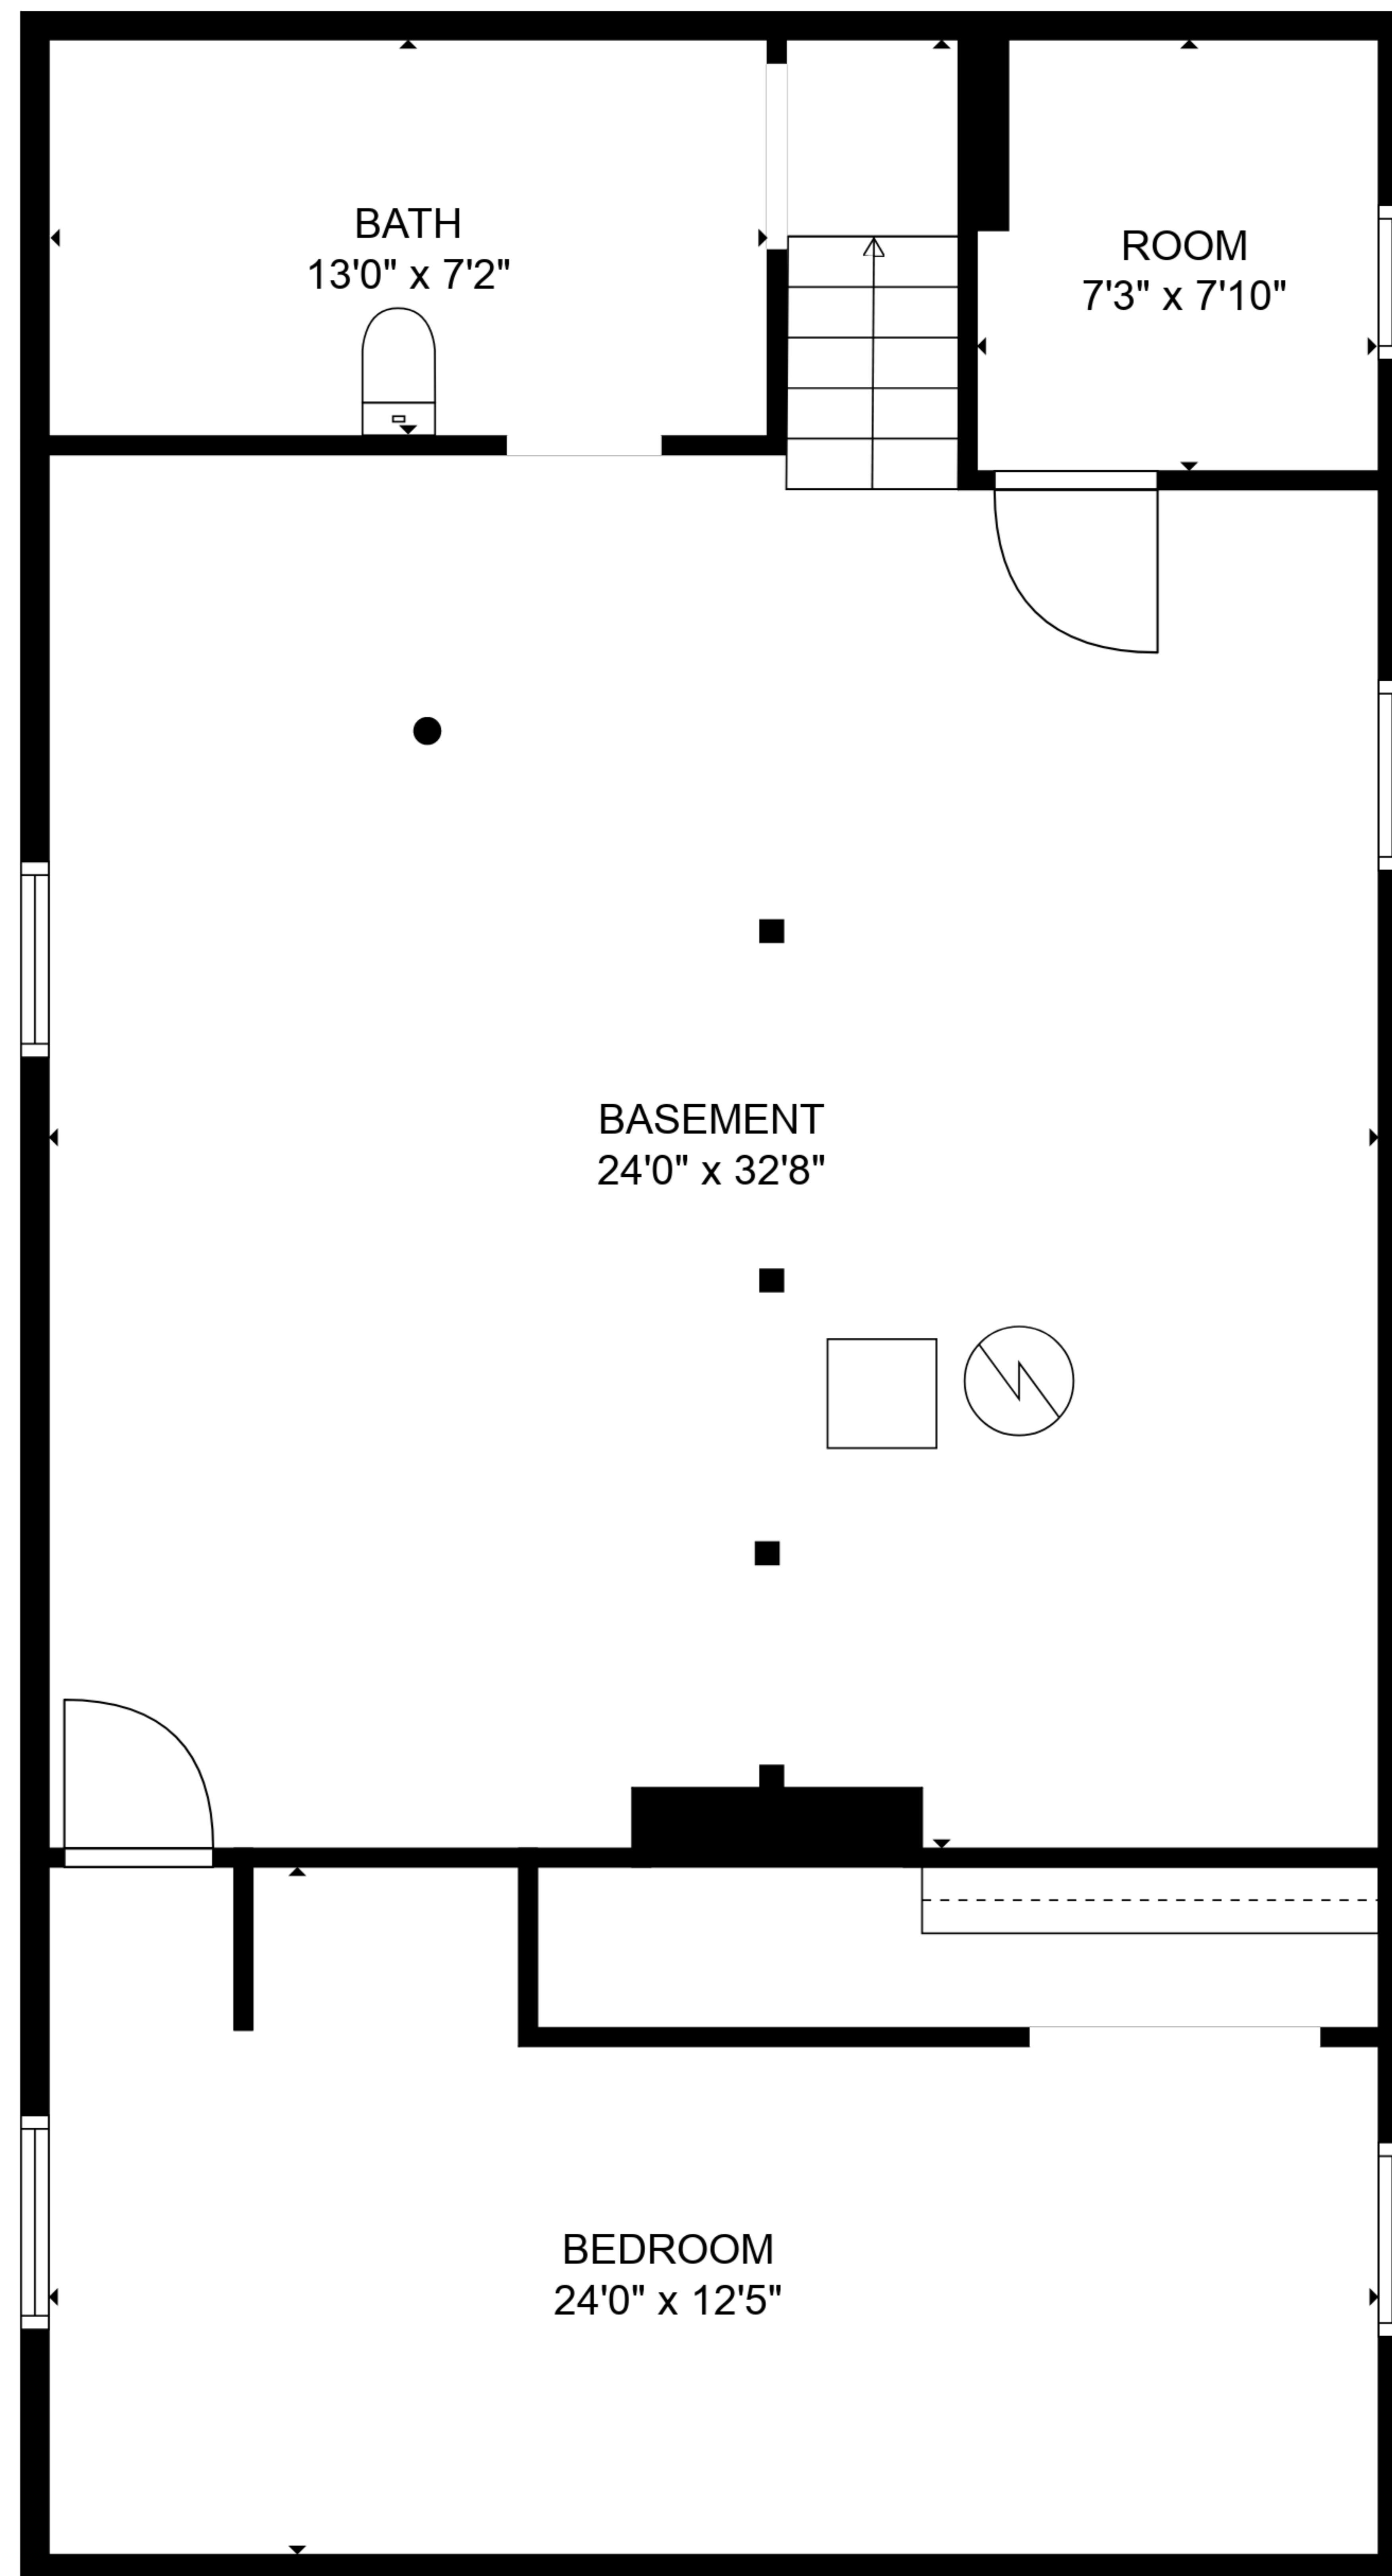 BATH
13'0" x 7'2"
ROOM
7'3" x 7'10"
BASEMENT
24'0" x 32'8"
BEDROOM
24'0" x 12'5"